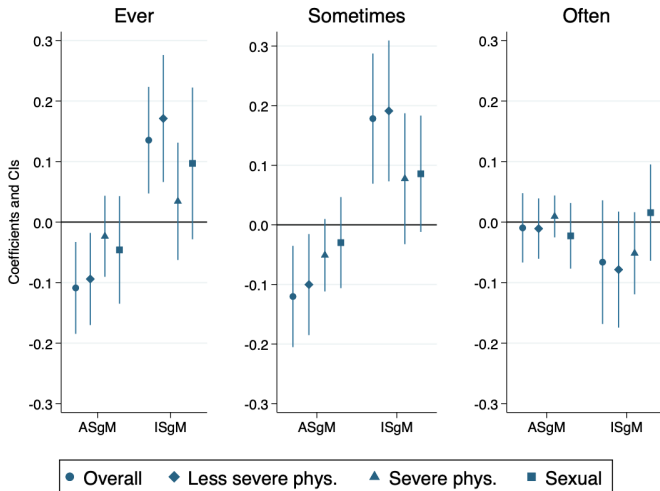 Ever
Sometimes
Often
Coefficients and CIs
0.3
0.2
0.1
0.0
-0.1
-0.2
-0.3
ASgM ISgM
0.3
0.2
0.1
0.0
-0.1
-0.2
-0.3
ASgM ISgM
0.3
0.2
0.1
0.0
-0.1
-0.2
-0.3
ASgM ISgM
Overall Less severe phys. Severe phys. Sexual